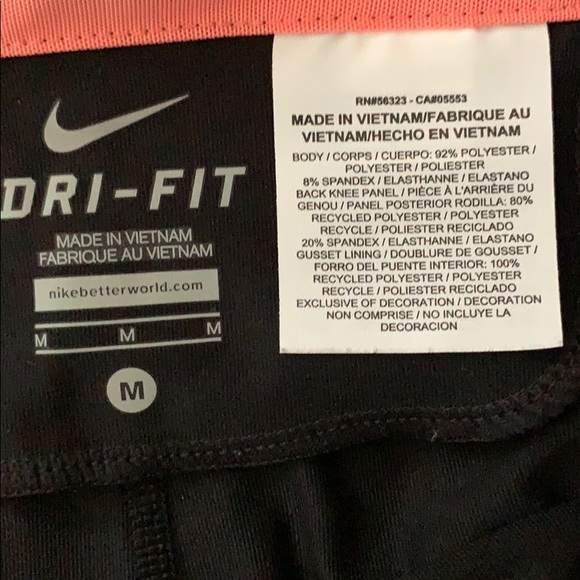 DRI-FIT
MADE IN VIETNAM
FABRIQUE AU VIETNAM
nikebetterworld.com
M M M
M
RN#56323 - CA#05553
MADE IN VIETNAM/FABRIQUE AU
VIETNAM/HECHO EN VIETNAM
BODY / CORPS / CUERPO: 92% POLYESTER /
POLYESTER / POLIESTER
8% SPANDEX / ELASTHANNE / ELASTANO
BACK KNEE PANEL / PIÈCE À L'ARRIÈRE DU
GENOU / PANEL POSTERIOR RODILLA: 80%
RECYCLED POLYESTER / POLYESTER
RECYCLE / POLIESTER RECICLADO
20% SPANDEX / ELASTHANNE / ELASTANO
GUSSET LINING / DOUBLURE DE GOUSSET /
FORRO DEL PUENTE INTERIOR: 100%
RECYCLED POLYESTER / POLYESTER
RECYCLE / POLIESTER RECICLADO
EXCLUSIVE OF DECORATION / DECORATION
NON COMPRISE / NO INCLUYE LA
DECORACION